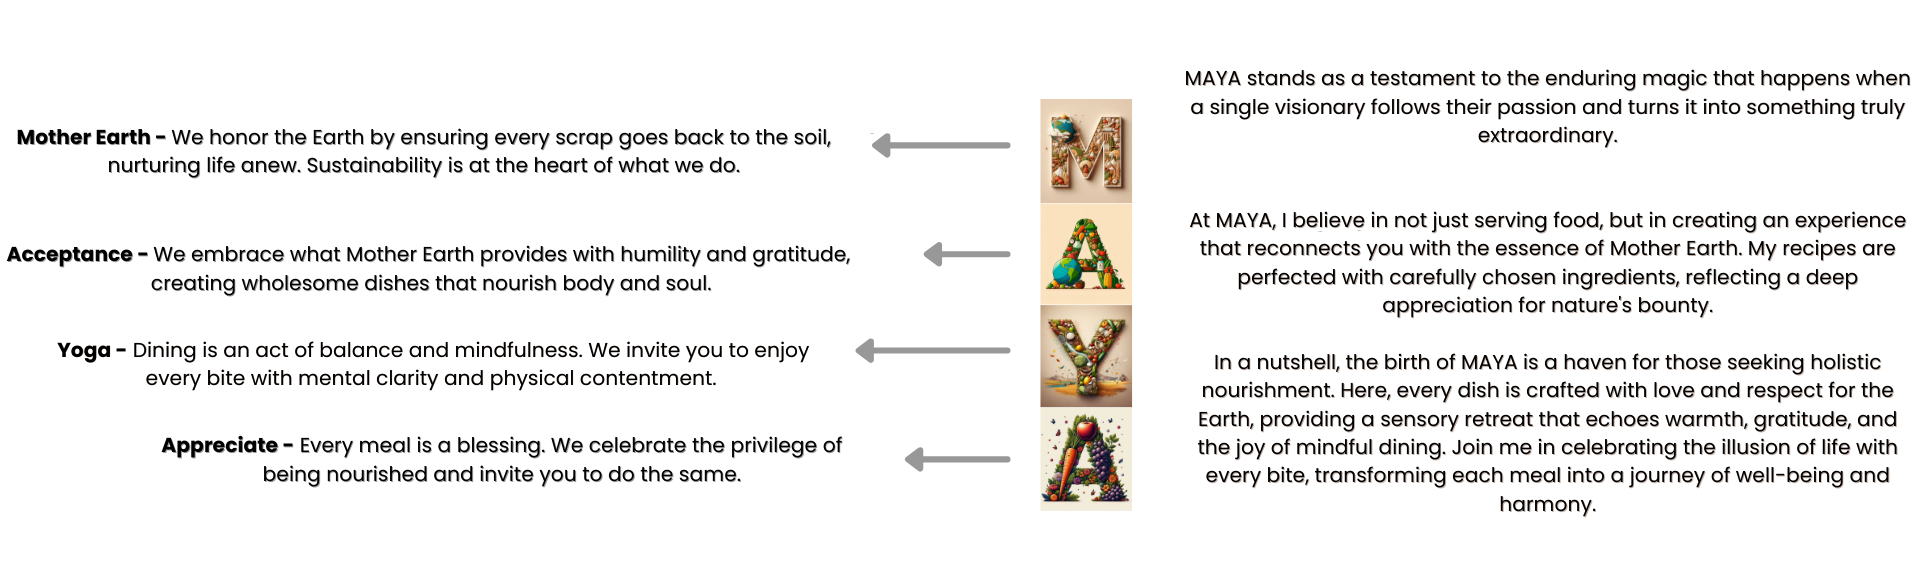 Mother Earth - We honor the Earth by ensuring every scrap goes back to the soil,
nurturing life anew. Sustainability is at the heart of what we do.
Acceptance - We embrace what Mother Earth provides with humility and gratitude,
creating wholesome dishes that nourish body and soul.
Yoga - Dining is an act of balance and mindfulness. We invite you to enjoy
every bite with mental clarity and physical contentment.
Appreciate - Every meal is a blessing. We celebrate the privilege of
being nourished and invite you to do the same.
M
A
Y
A
MAYA stands as a testament to the enduring magic that happens when
a single visionary follows their passion and turns it into something truly
extraordinary.
At MAYA, I believe in not just serving food, but in creating an experience
that reconnects you with the essence of Mother Earth. My recipes are
perfected with carefully chosen ingredients, reflecting a deep
appreciation for nature's bounty.
In a nutshell, the birth of MAYA is a haven for those seeking holistic
nourishment. Here, every dish is crafted with love and respect for the
Earth, providing a sensory retreat that echoes warmth, gratitude, and
the joy of mindful dining. Join me in celebrating the illusion of life with
every bite, transforming each meal into a journey of well-being and
harmony.